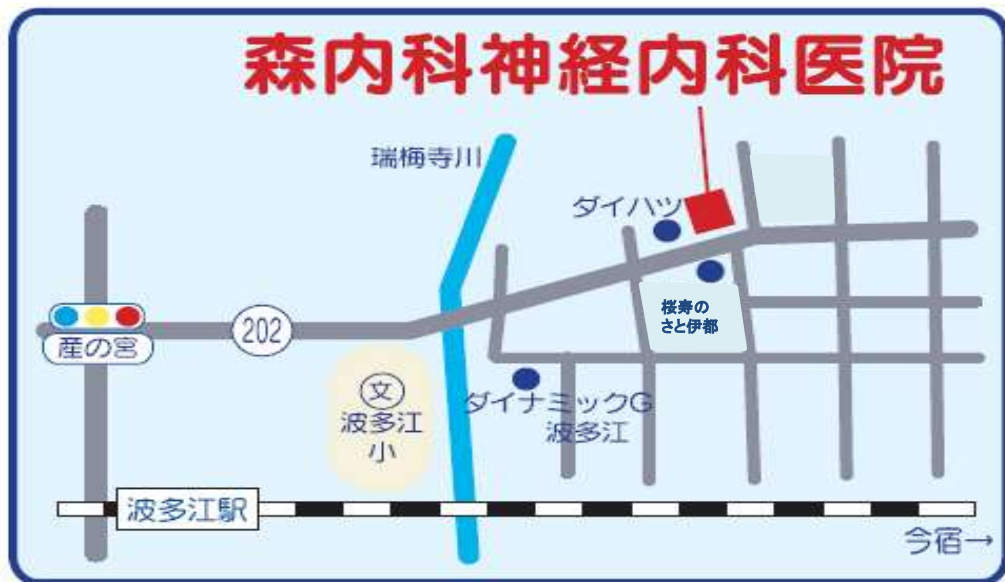 森内科神経内科医院
瑞梅寺川
ダイハツ
産の宮
202
桜寿の
さと伊都
文
波多江
小
ダイナミックG
波多江
波多江駅
今宿→